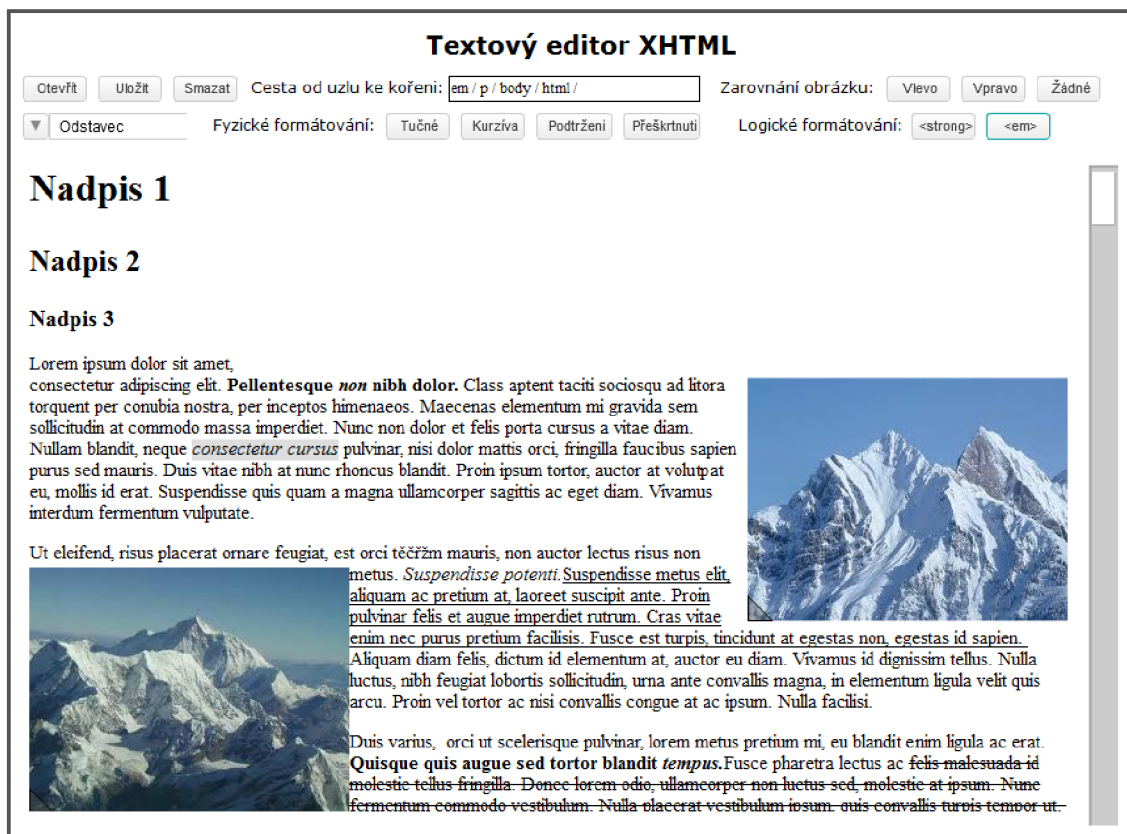 Textový editor XHTML
Otevřít Uložit Smazat Cesta od uzlu ke kořeni: em / p / body / html / Zarovnání obrázku: Vlevo Vpravo Žádné
Odstavec Fyzické formátování: Tučné Kurzíva Podtržení Přeškrtnutí Logické formátování: <strong> <em>
Nadpis 1
Nadpis 2
Nadpis 3
Lorem ipsum dolor sit amet,
consectetur adipiscing elit. Pellentesque non nibh dolor. Class aptent taciti sociosqu ad litora
torquent per conubia nostra, per inceptos himenaeos. Maecenas elementum mi gravida sem
sollicitudin at commodo massa imperdiet. Nunc non dolor et felis porta cursus a vitae diam.
Nullam blandit, neque consectetur cursus pulvinar, nisi dolor mattis orci, fringilla faucibus sapien
purus sed mauris. Duis vitae nibh at nunc rhoncus blandit. Proin ipsum tortor, auctor at volutpat
eu, mollis id erat. Suspendisse quis quam a magna ullamcorper sagittis ac eget diam. Vivamus
interdum fermentum vulputate.
Ut eleifend, risus placerat ornare feugiat, est orci těčřžm mauris, non auctor lectus risus non
metus. Suspendisse potenti. Suspendisse metus elit,
aliquam ac pretium at, laoreet suscipit ante. Proin
pulvinar felis et augue imperdiet rutrum. Cras vitae
enim nec purus pretium facilisis. Fusce est turpis, tincidunt at egestas non, egestas id sapien.
Aliquam diam felis, dictum id elementum at, auctor eu diam. Vivamus id dignissim tellus. Nulla
luctus, nibh feugiat lobortis sollicitudin, urna ante convallis magna, in elementum ligula velit quis
arcu. Proin vel tortor ac nisi convallis congue at ac ipsum. Nulla facilisi.
Duis varius, orci ut scelerisque pulvinar, lorem metus pretium mi, eu blandit enim ligula ac erat.
Quisque quis augue sed tortor blandit tempus. Fusce pharetra lectus ac felis malesuada id
molestie tellus fringilla. Donec lorem odio, ullamcorper non luctus sed, molestie at ipsum. Nunc
fermentum commodo vestibulum. Nulla placerat vestibulum ipsum, quis convallis turpis tempor ut.